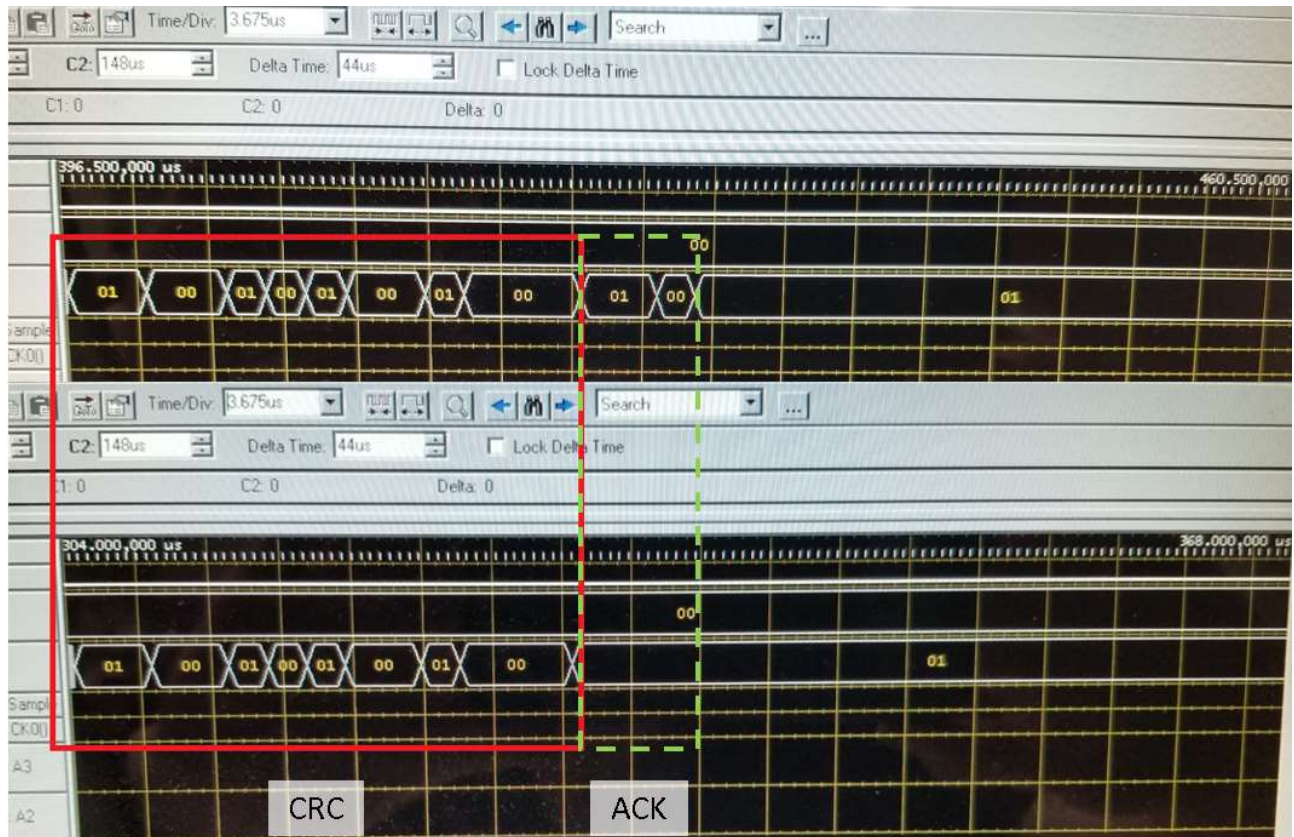 Time/Div: 3.675us Search ...
C2: 148us Delta Time: 44us Lock Delta Time
C1: 0 C2: 0 Delta: 0
396.500,000 us 460.500,000
00
01 00 01 00 01 00 01 00 01 00 01
Sample
CK0()
Time/Div: 3.675us Search ...
C2: 148us Delta Time: 44us Lock Delta Time
C1: 0 C2: 0 Delta: 0
304.000,000 us 368.000,000 us
00
01 00 01 00 01 00 01 00 01
Sample
CK0()
A3
A2
CRC ACK